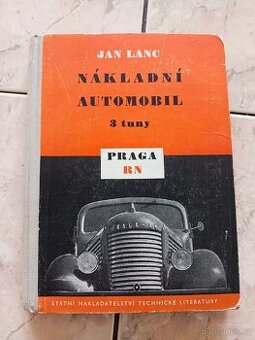 JAN LANC
NÁKLADNÍ
AUTOMOBIL
3 tuny
PRAGA
RN
STÁTNÍ NAKLADATELSTVÍ TECHNICKÉ LITERATURY